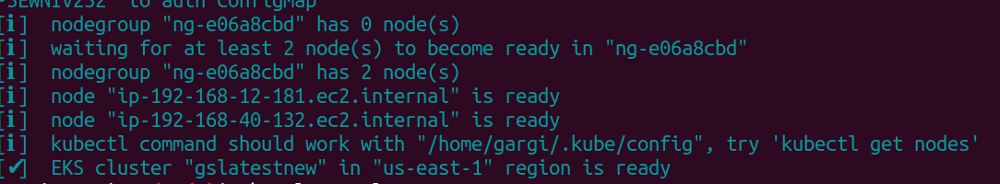 to auth ConfigMap
[ℹ]  nodegroup "ng-e06a8cbd" has 0 node(s)
[ℹ]  waiting for at least 2 node(s) to become ready in "ng-e06a8cbd"
[ℹ]  nodegroup "ng-e06a8cbd" has 2 node(s)
[ℹ]  node "ip-192-168-12-181.ec2.internal" is ready
[ℹ]  node "ip-192-168-40-132.ec2.internal" is ready
[ℹ]  kubectl command should work with "/home/gargi/.kube/config", try 'kubectl get nodes'
[✔]  EKS cluster "gslatestnew" in "us-east-1" region is ready